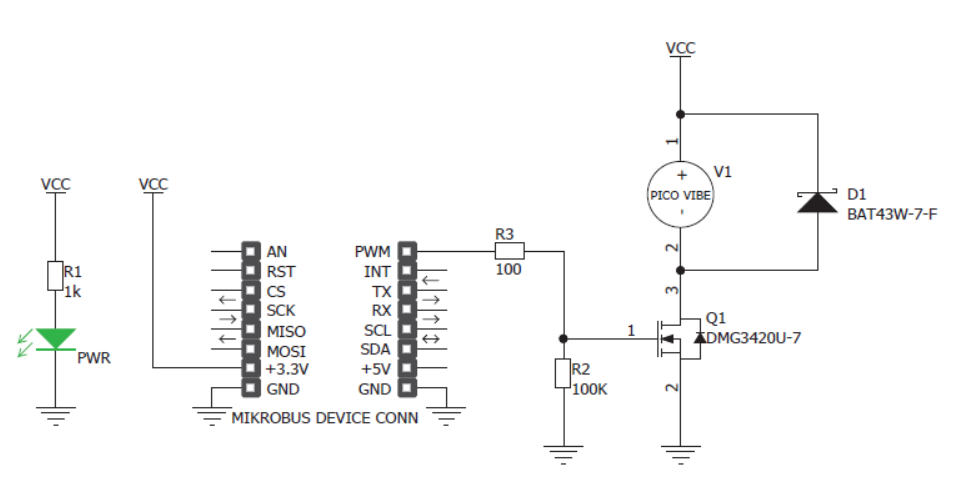 VCC
VCC
VCC
1
+
PICO VIBE
-
V1
2
D1
BAT43W-7-F
R1
1k
PWR
AN
RST
CS
SCK
MISO
MOSI
+3.3V
GND
PWM
INT
TX
RX
SCL
SDA
+5V
GND
MIKROBUS DEVICE CONN
R3
100
R2
100K
3
1
Q1
DMG3420U-7
2